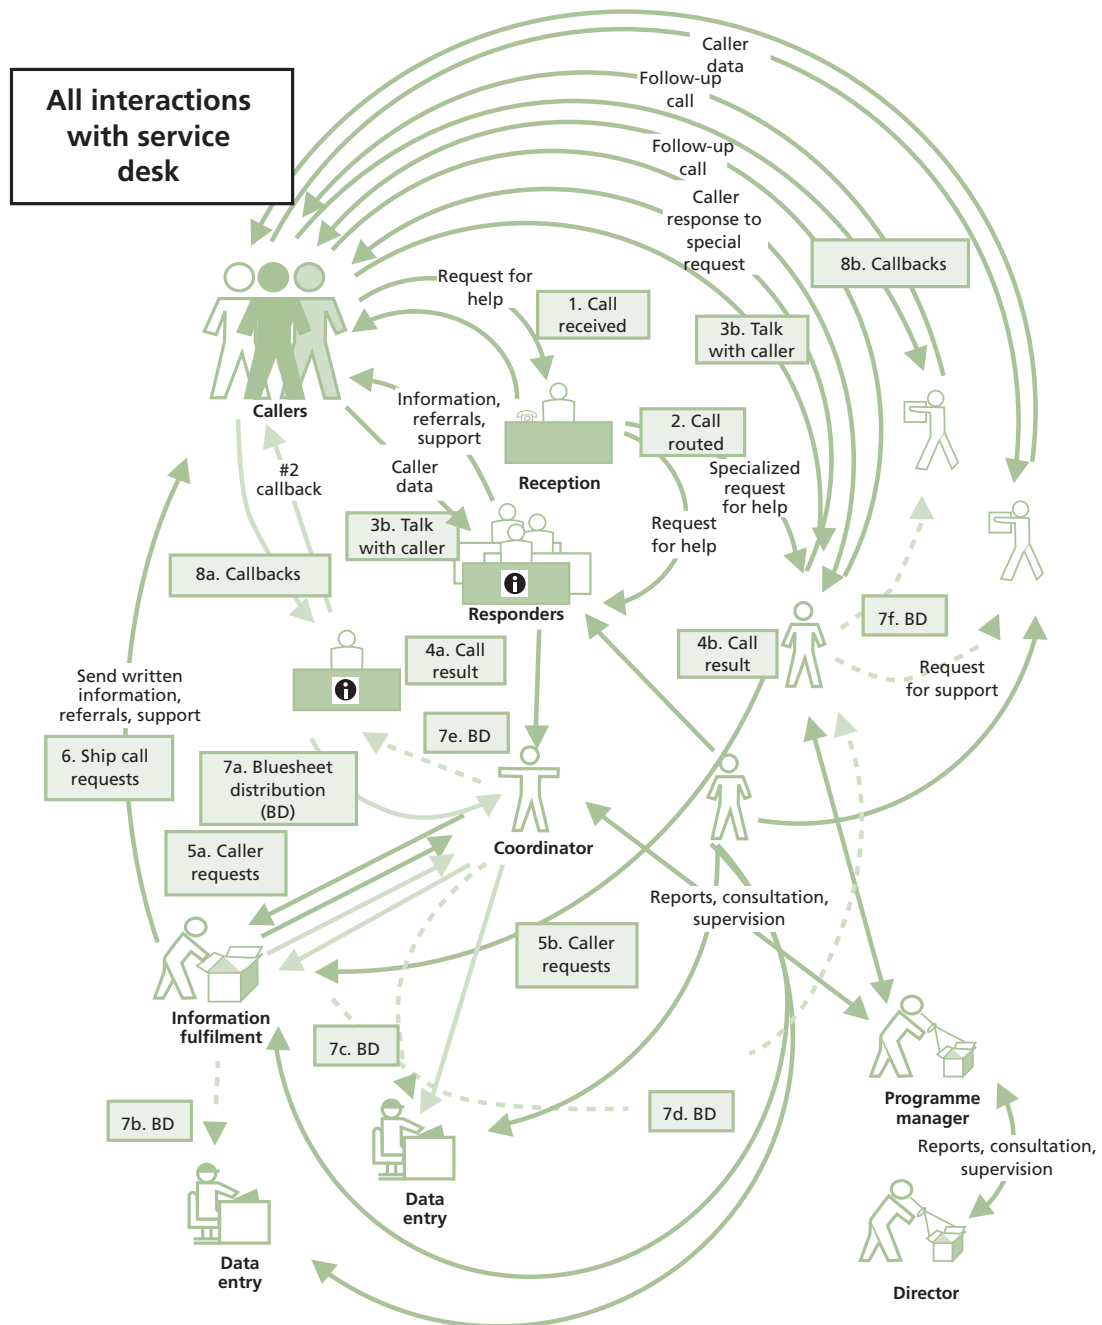 All interactions
with service
desk
Caller
data
Follow-up
call
Follow-up
call
Caller
response to
special
request
8b. Callbacks
Request for
help
1. Call
received
3b. Talk
with caller
Callers
Information,
referrals,
support
2. Call
routed
Reception
Specialized
request
for help
#2
callback
Caller
data
3b. Talk
with caller
Request
for help
8a. Callbacks
Responders
7f. BD
4a. Call
result
4b. Call
result
Request
for support
Send written
information,
referrals, support
6. Ship call
requests
7e. BD
7a. Bluesheet
distribution
(BD)
Coordinator
5a. Caller
requests
Reports, consultation,
supervision
5b. Caller
requests
Information
fulfilment
7c. BD
7b. BD
7d. BD
Programme
manager
Reports, consultation,
supervision
Data
entry
Data
entry
Director